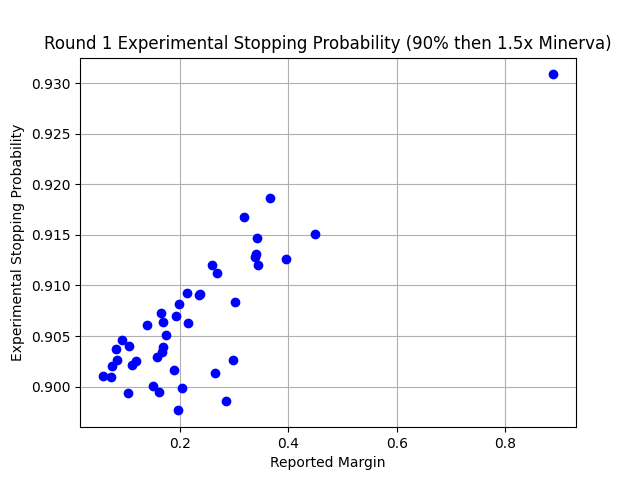 Round 1 Experimental Stopping Probability (90% then 1.5x Minerva)
Experimental Stopping Probability
0.930
0.925
0.920
0.915
0.910
0.905
0.900
0.2 0.4 0.6 0.8
Reported Margin